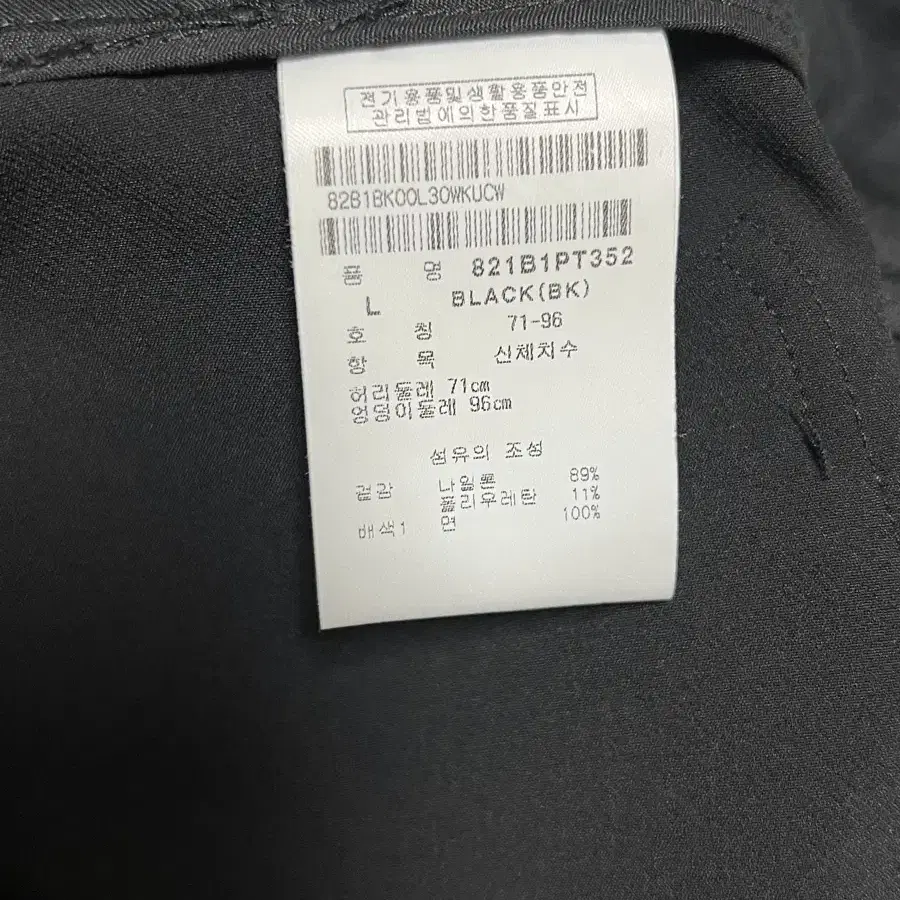 전기용품및생활용품안전
관리법에의한품질표시
82B1BK00L30WKUCW
품 명 821B1PT352
L BLACK(BK)
호 칭 71-96
항 목 신체치수
허리둘레 71cm
엉덩이둘레 96cm
섬유의 조성
겉감 나일론 89%
폴리우레탄 11%
배색1 면 100%